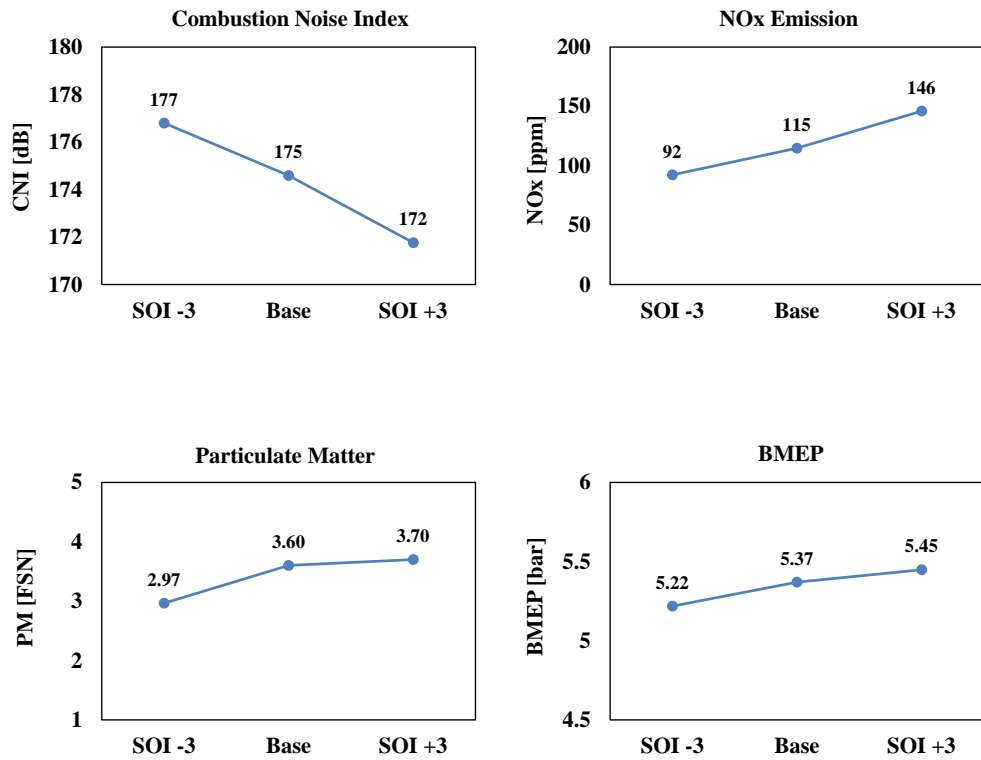 Combustion Noise Index
CNI [dB]
180
178
176
174
172
170
177
175
172
SOI -3 Base SOI +3
NOx Emission
NOx [ppm]
200
150
100
50
0
92
115
146
SOI -3 Base SOI +3
Particulate Matter
PM [FSN]
5
4
3
2
1
2.97
3.60
3.70
SOI -3 Base SOI +3
BMEP
BMEP [bar]
6
5.5
5
4.5
5.22
5.37
5.45
SOI -3 Base SOI +3